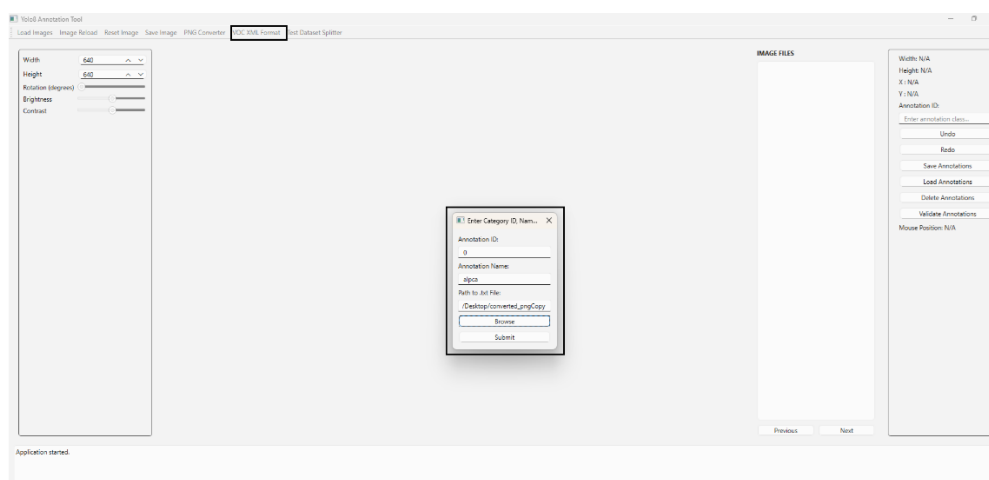 Yolo8 Annotation Tool
Load Images Image Reload Reset Image Save Image PNG Converter VOC XML Format Test Dataset Splitter
Width 640
Height 640
Rotation (degrees)
Brightness
Contrast
Enter Category ID, Nam...
Annotation ID:
0
Annotation Name:
alpca
Path to .txt File:
/Desktop/converted_pngCopy
Browse
Submit
IMAGE FILES
Previous Next
Width: N/A
Height: N/A
X : N/A
Y : N/A
Annotation ID:
Enter annotation class...
Undo
Redo
Save Annotations
Load Annotations
Delete Annotations
Validate Annotations
Mouse Position: N/A
Application started.